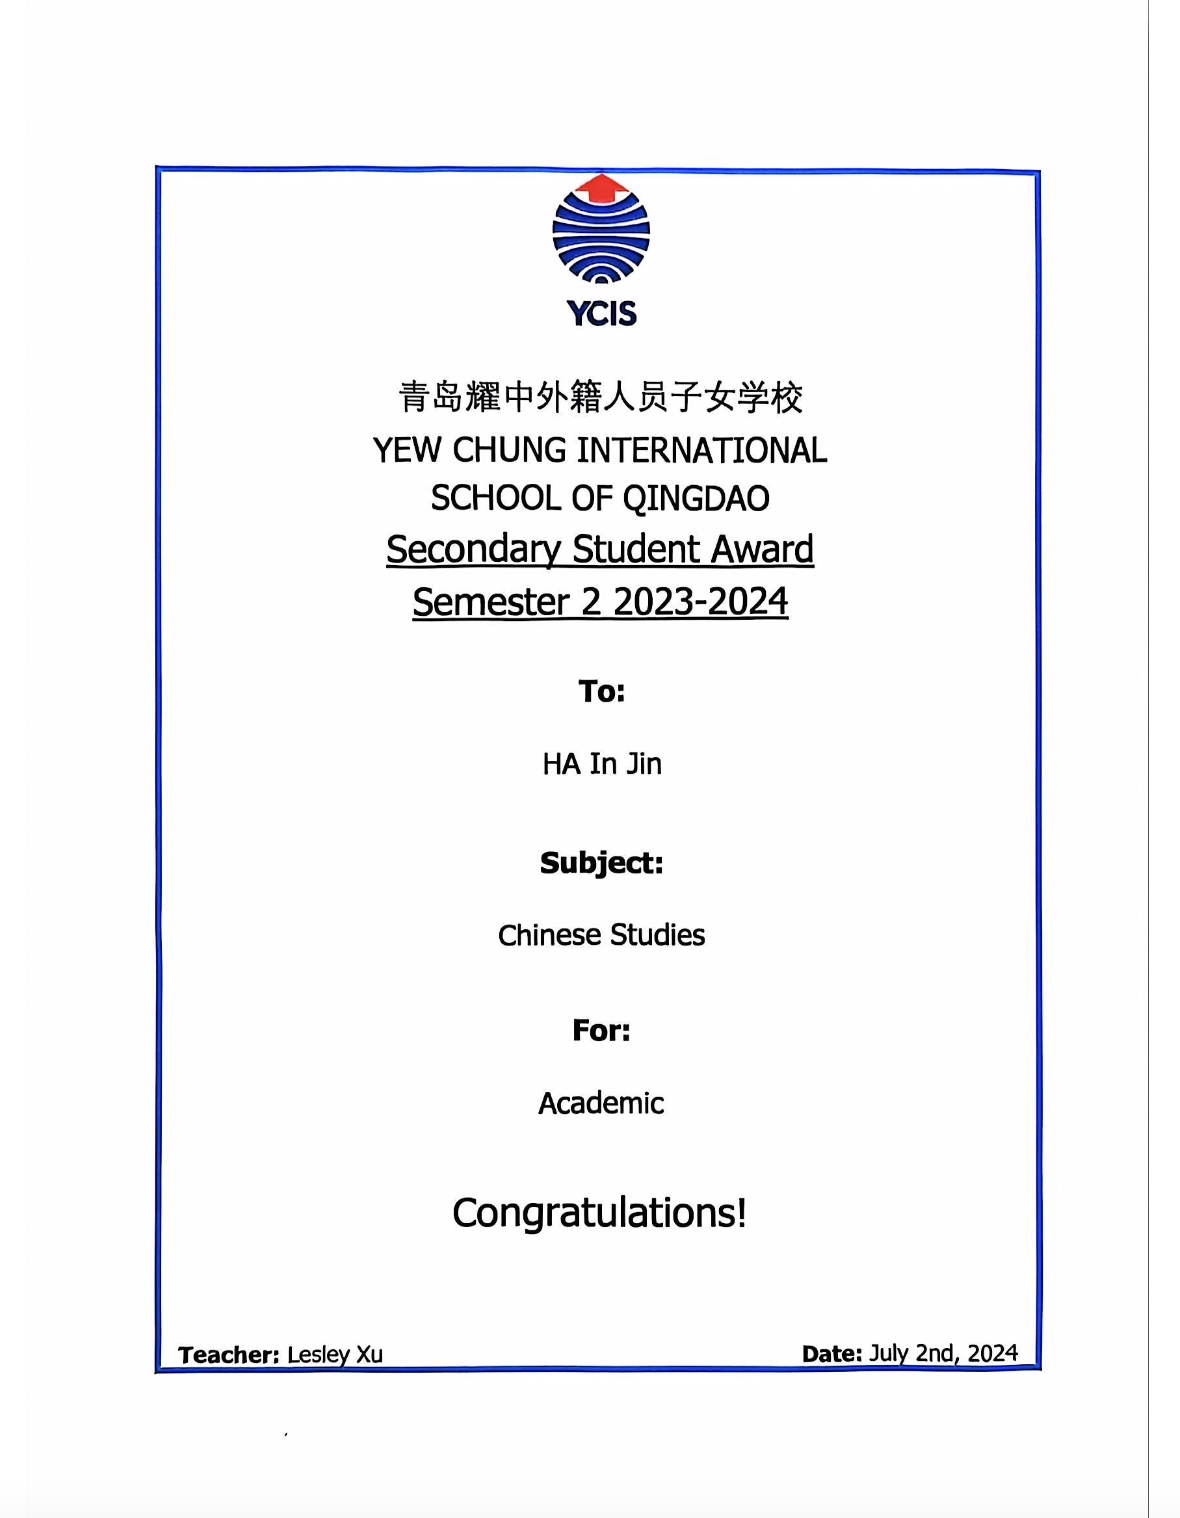 YCIS
青岛耀中外籍人员子女学校
YEW CHUNG INTERNATIONAL
SCHOOL OF QINGDAO
Secondary Student Award
Semester 2 2023-2024
To:
HA In Jin
Subject:
Chinese Studies
For:
Academic
Congratulations!
Teacher: Lesley Xu
Date: July 2nd, 2024